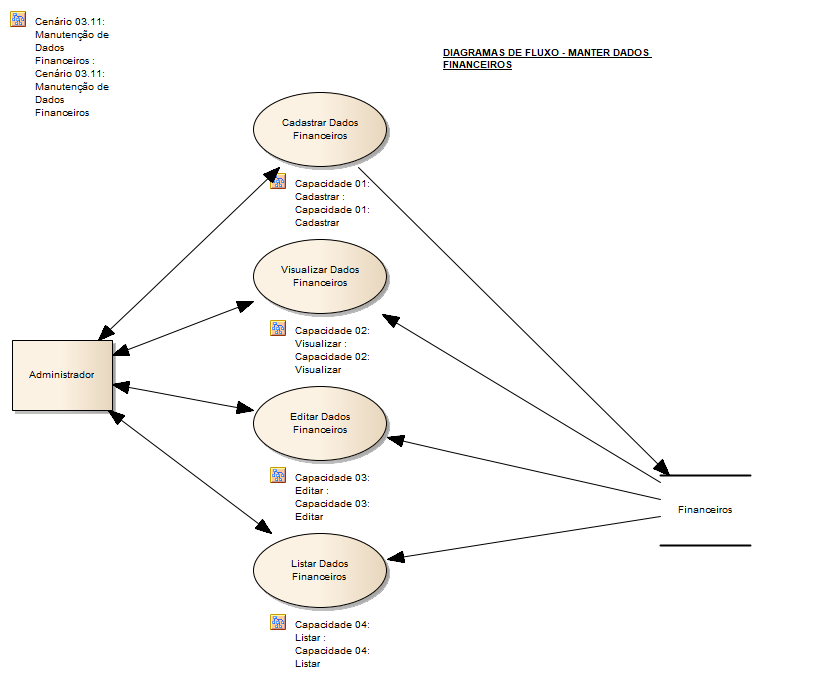 Cenário 03.11:
Manutenção de
Dados
Financeiros :
Cenário 03.11:
Manutenção de
Dados
Financeiros
DIAGRAMAS DE FLUXO - MANTER DADOS
FINANCEIROS
Cadastrar Dados
Financeiros
Capacidade 01:
Cadastrar :
Capacidade 01:
Cadastrar
Visualizar Dados
Financeiros
Capacidade 02:
Visualizar :
Capacidade 02:
Visualizar
Administrador
Editar Dados
Financeiros
Capacidade 03:
Editar :
Capacidade 03:
Editar
Financeiros
Listar Dados
Financeiros
Capacidade 04:
Listar :
Capacidade 04:
Listar